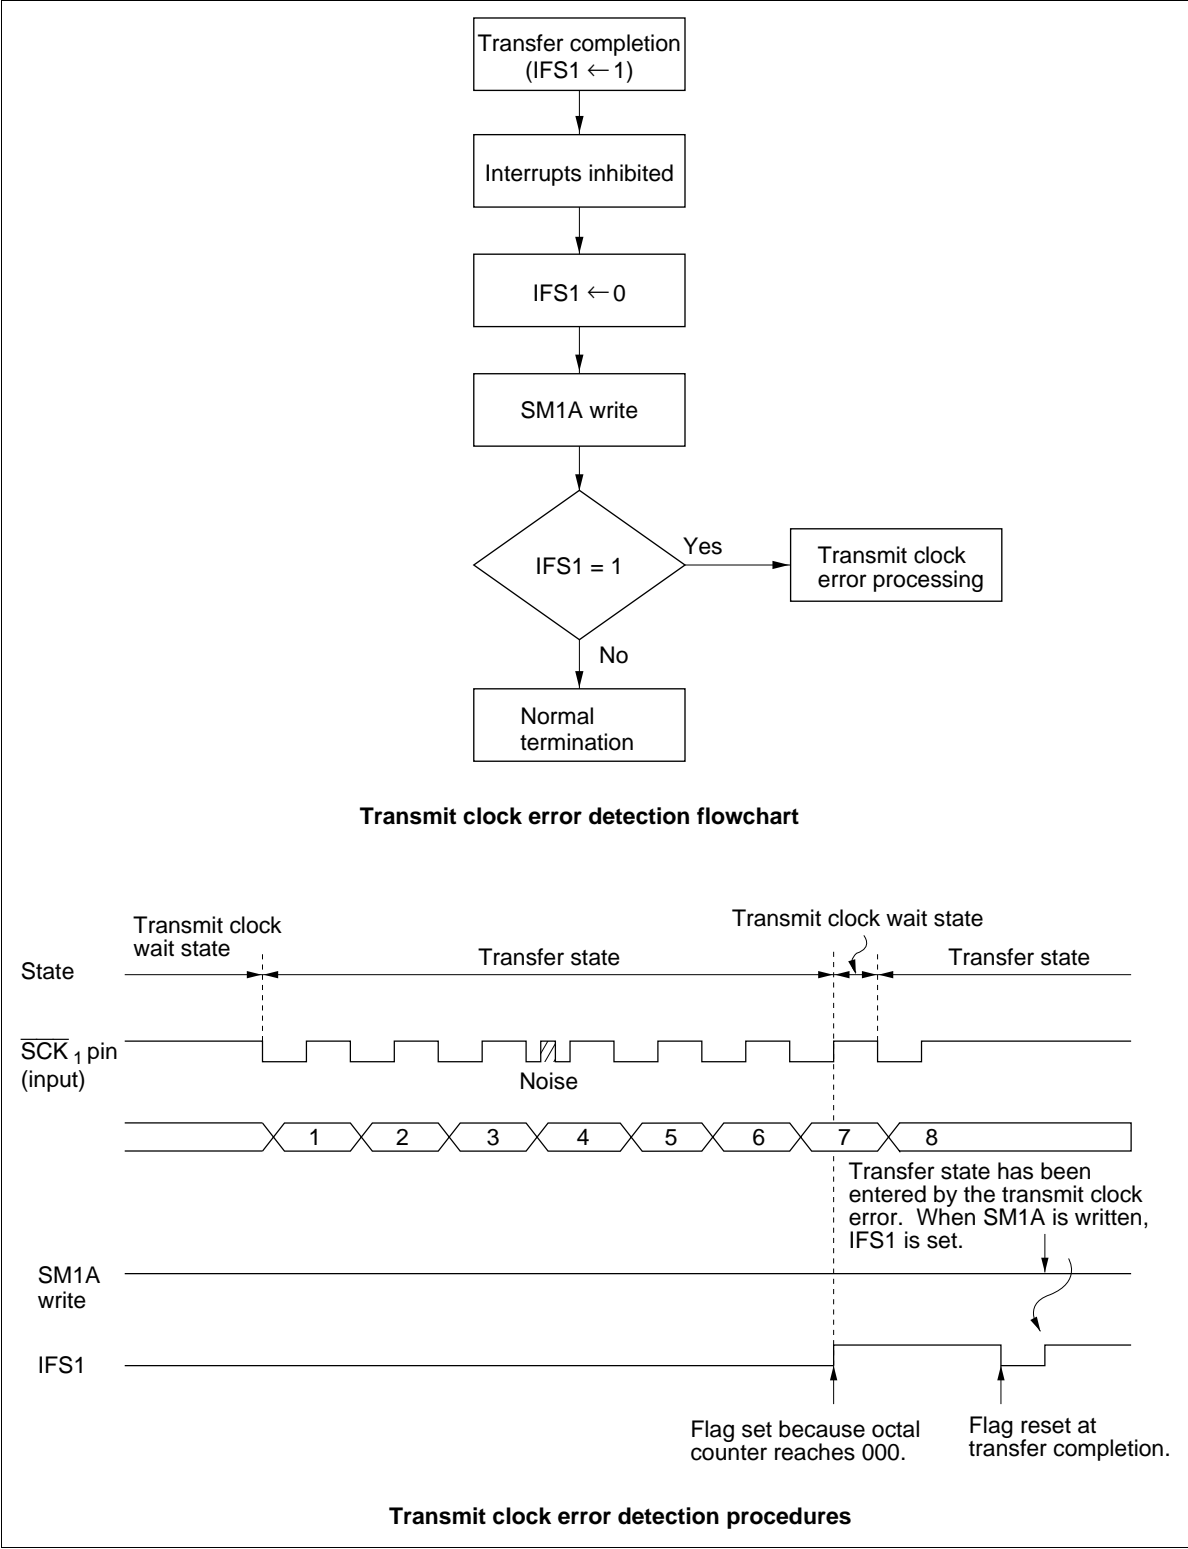 Transfer completion
(IFS1 ← 1)
Interrupts inhibited
IFS1 ← 0
SM1A write
IFS1 = 1
Yes
Transmit clock
error processing
No
Normal
termination
Transmit clock error detection flowchart
Transmit clock
wait state
Transmit clock wait state
State
Transfer state
Transfer state
SCK 1 pin
(input)
Noise
1 2 3 4 5 6 7 8
Transfer state has been
entered by the transmit clock
error. When SM1A is written,
IFS1 is set.
SM1A
write
IFS1
Flag set because octal
counter reaches 000.
Flag reset at
transfer completion.
Transmit clock error detection procedures